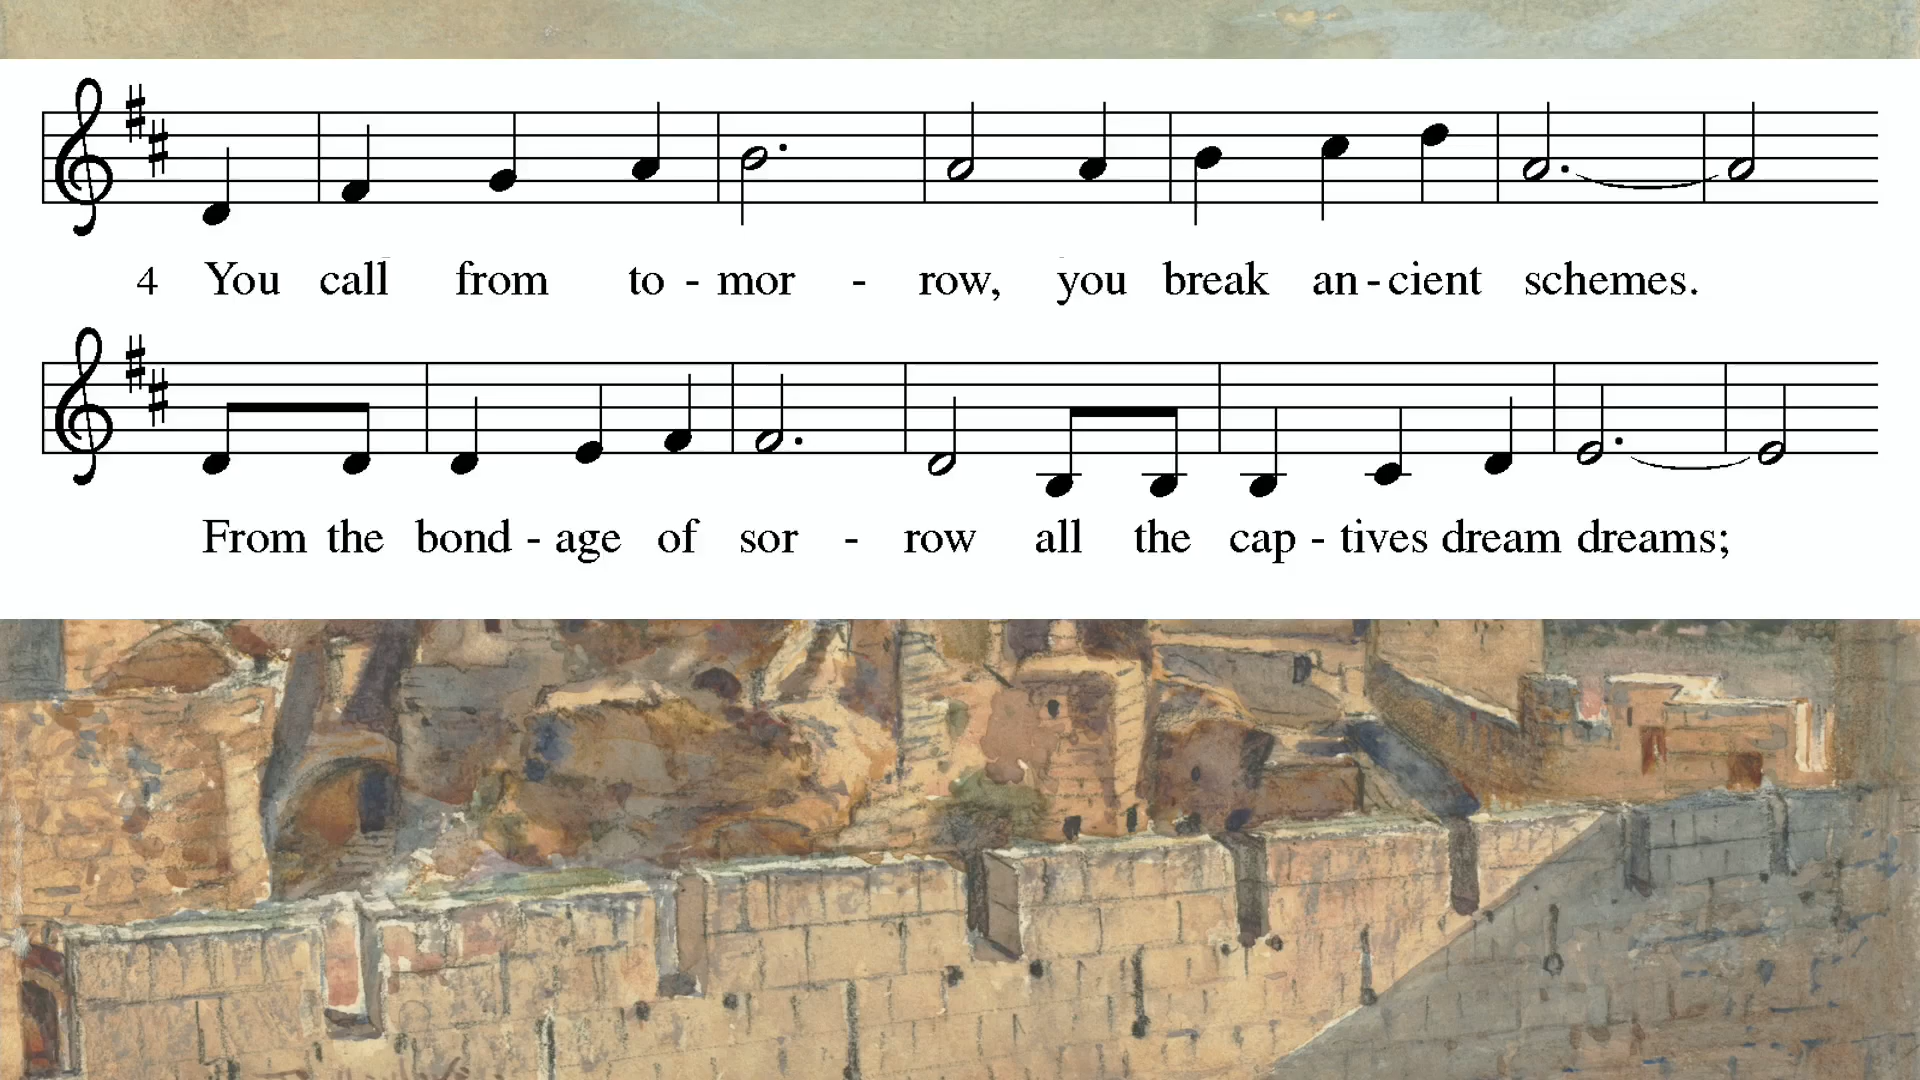 4 You call from to - mor - row, you break an - cient schemes.
From the bond - age of sor - row all the cap - tives dream dreams;